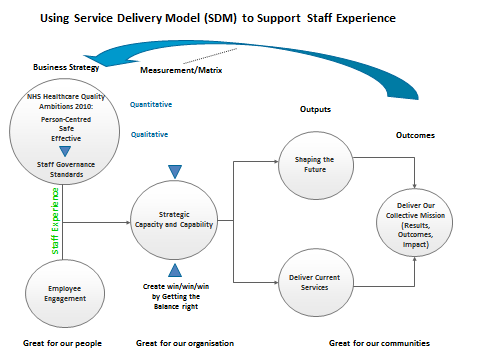 Using Service Delivery Model (SDM) to Support Staff Experience
Business Strategy
Measurement/Matrix
NHS Healthcare Quality
Ambitions 2010:
Person-Centred
Safe
Effective
Staff Governance
Standards
Quantitative
Qualitative
Outputs
Outcomes
Shaping the
Future
Staff Experience
Strategic
Capacity and Capability
Deliver Our
Collective Mission
(Results,
Outcomes,
Impact)
Employee
Engagement
Create win/win/win
by Getting the
Balance right
Deliver Current
Services
Great for our people
Great for our organisation
Great for our communities